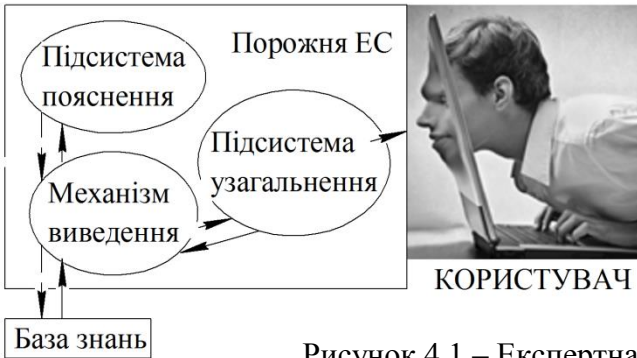 Порожня ЕС
Підсистема
пояснення
Підсистема
узагальнення
Механізм
виведення
КОРИСТУВАЧ
База знань
Рисунок 4.1 – Експертна